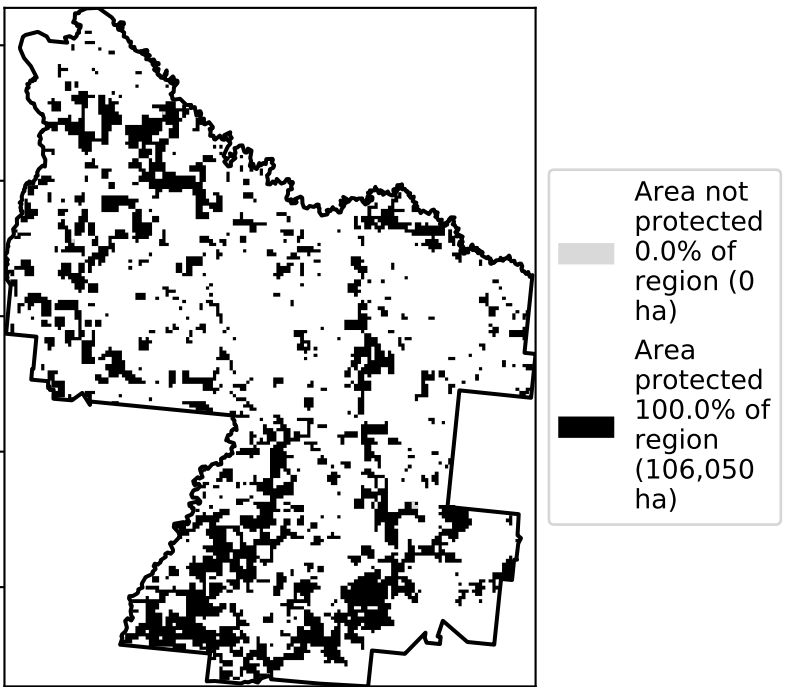 Area not
protected
0.0% of
region (0
ha)
Area
protected
100.0% of
region
(106,050
ha)